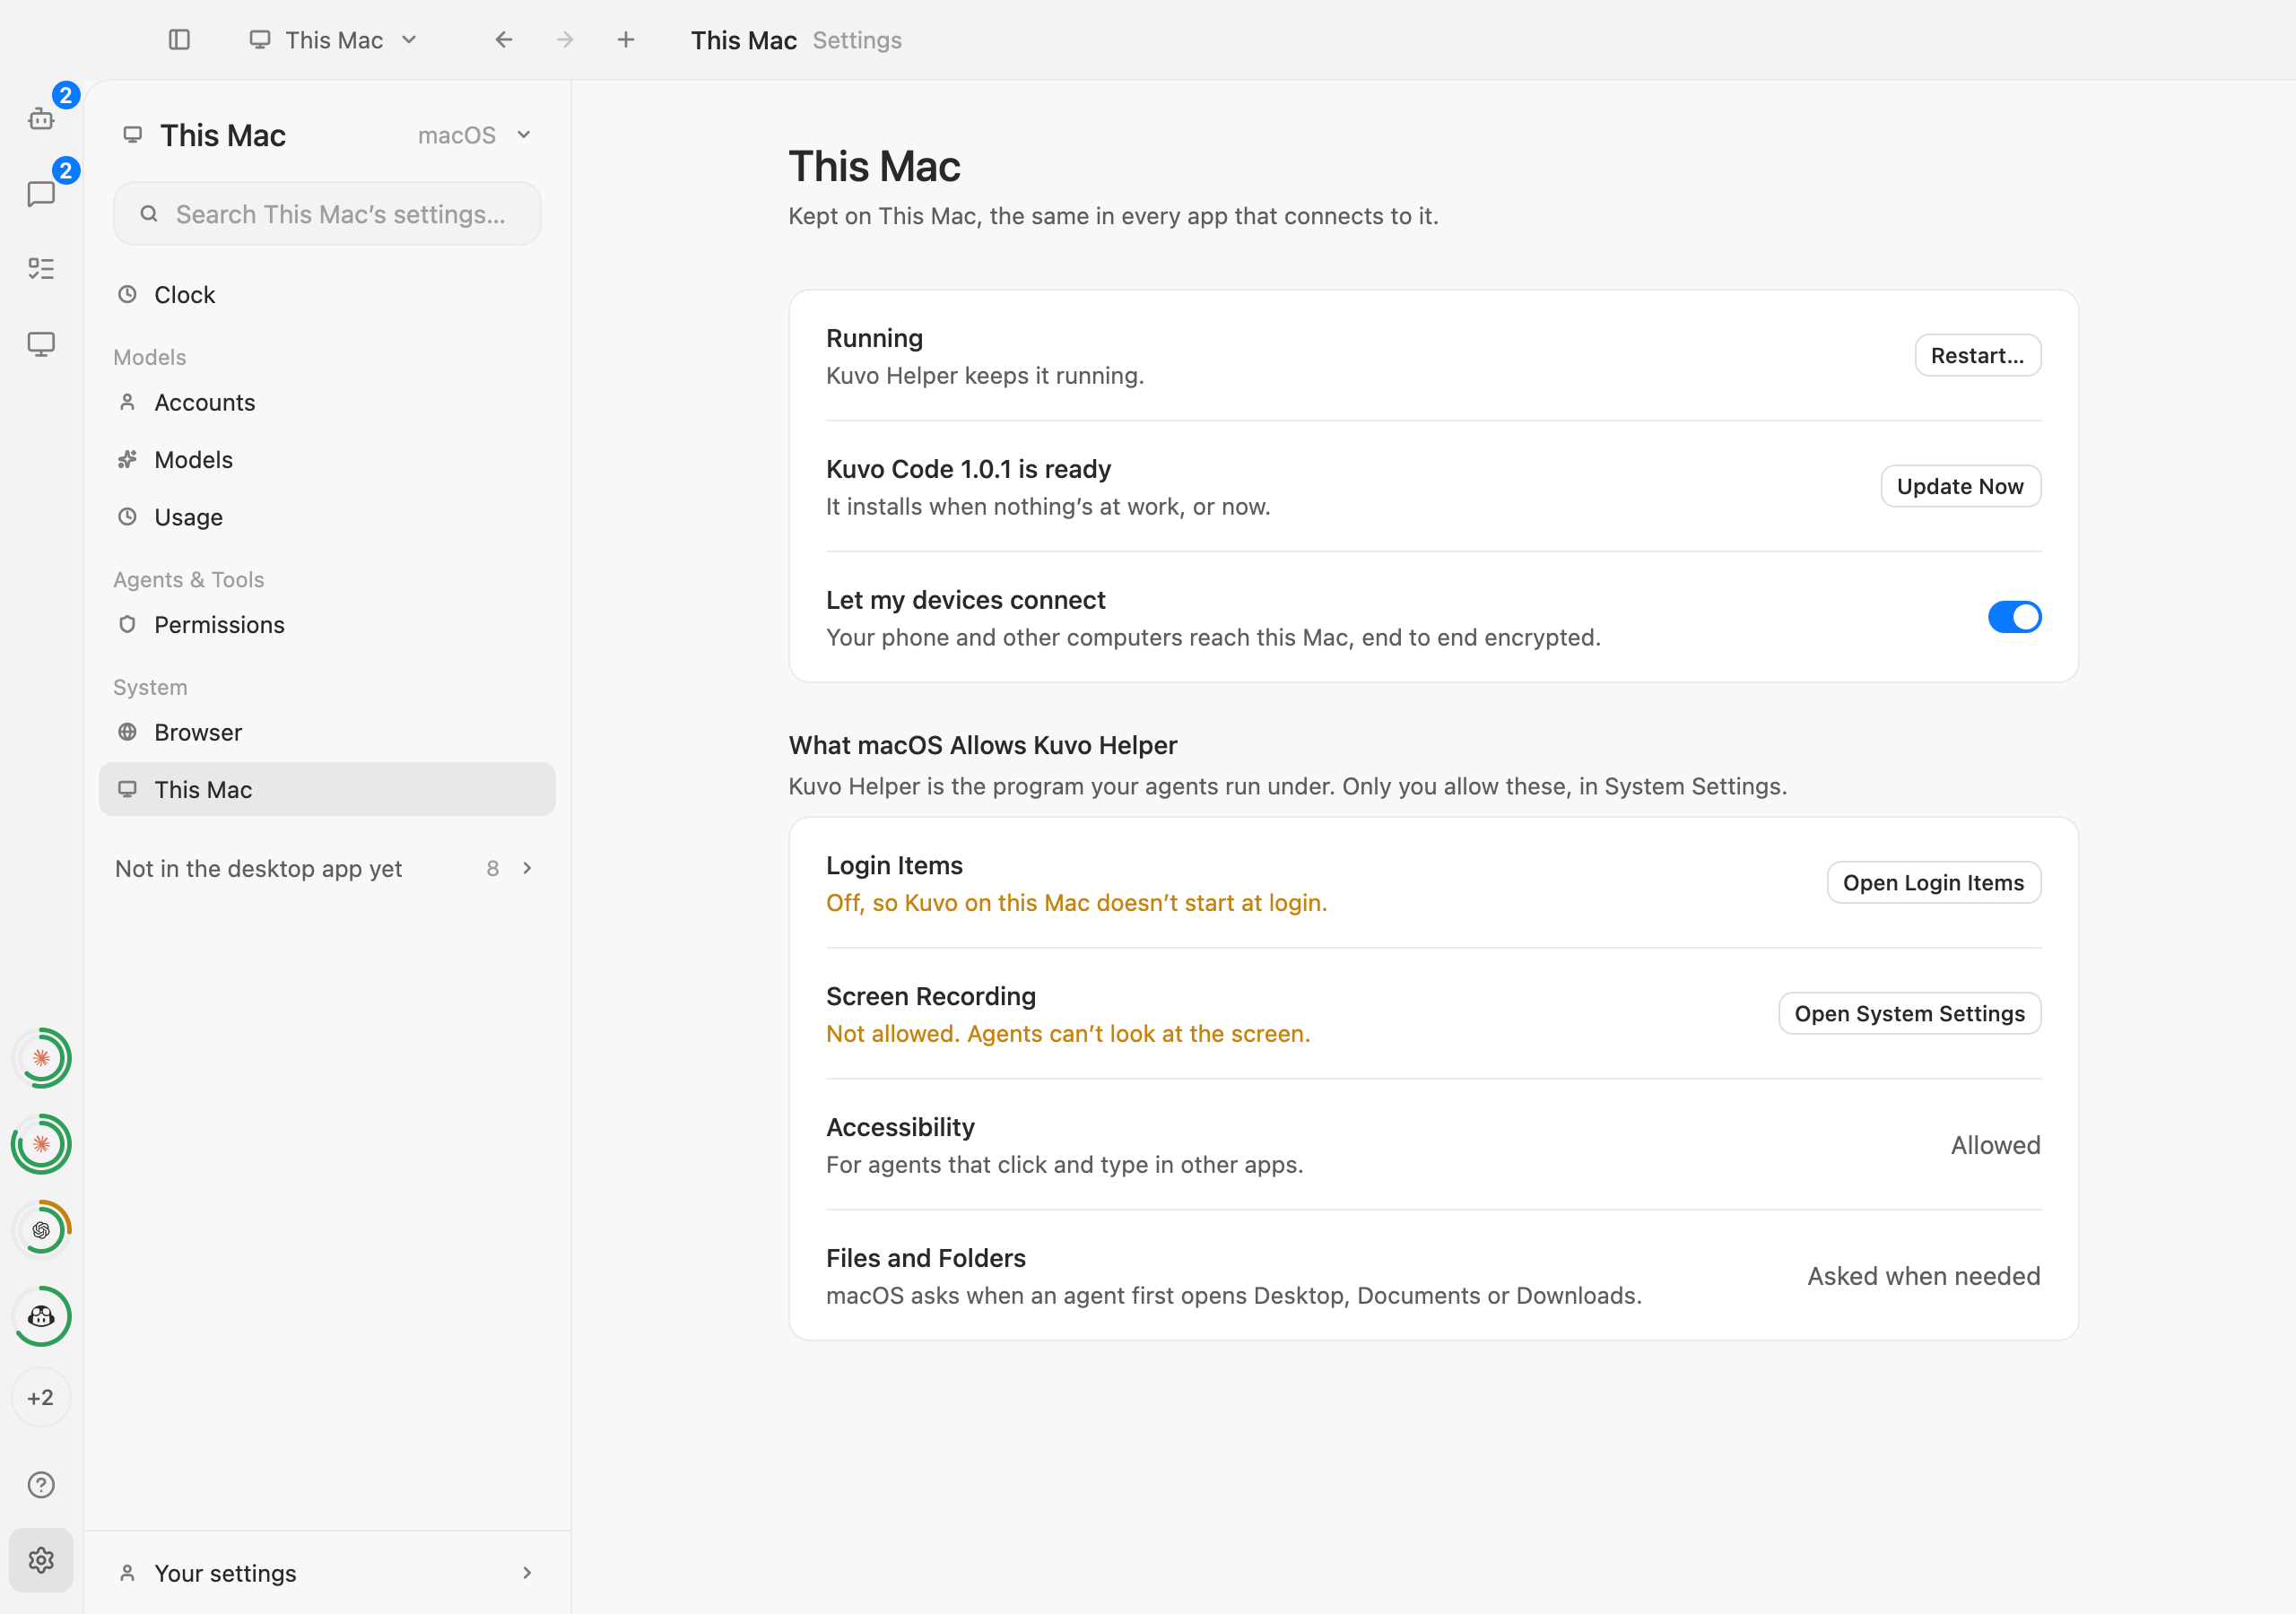 This Mac
This Mac Settings
2
2
This Mac
macOS
Search This Mac’s settings...
Clock
Models
Accounts
Models
Usage
Agents & Tools
Permissions
System
Browser
This Mac
Not in the desktop app yet 8
+2
Your settings
This Mac
Kept on This Mac, the same in every app that connects to it.
Running
Kuvo Helper keeps it running.
Restart...
Kuvo Code 1.0.1 is ready
It installs when nothing’s at work, or now.
Update Now
Let my devices connect
Your phone and other computers reach this Mac, end to end encrypted.
What macOS Allows Kuvo Helper
Kuvo Helper is the program your agents run under. Only you allow these, in System Settings.
Login Items
Off, so Kuvo on this Mac doesn’t start at login.
Open Login Items
Screen Recording
Not allowed. Agents can’t look at the screen.
Open System Settings
Accessibility
For agents that click and type in other apps.
Allowed
Files and Folders
macOS asks when an agent first opens Desktop, Documents or Downloads.
Asked when needed